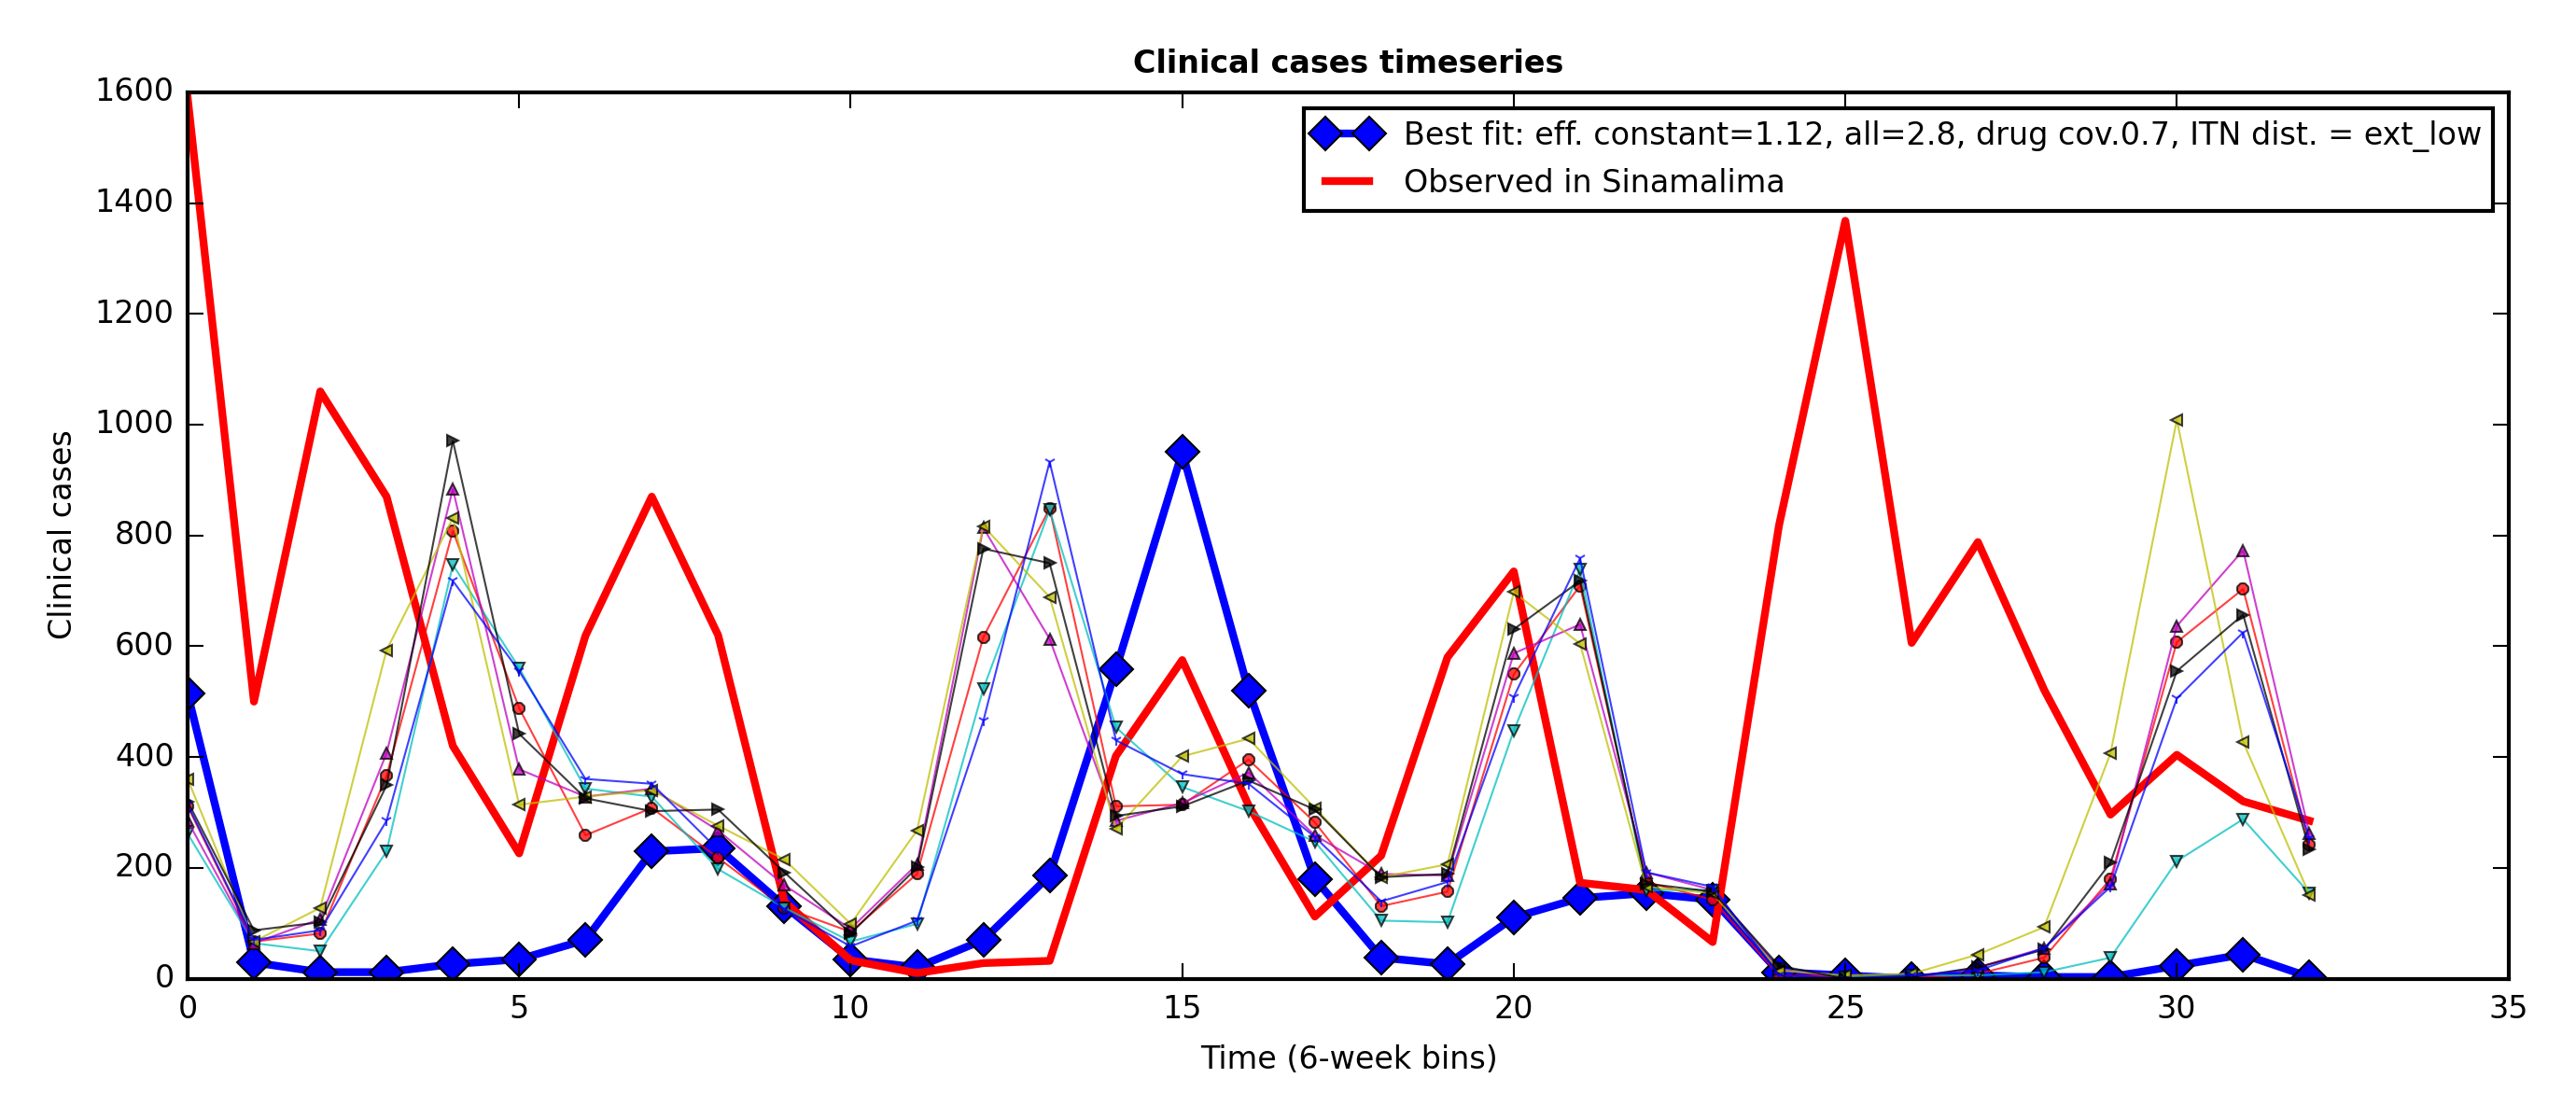 Clinical cases timeseries
1600
1400
1200
1000
800
600
400
200
0
Clinical cases
Best fit: eff. constant=1.12, all=2.8, drug cov.0.7, ITN dist. = ext_low
Observed in Sinamalima
0 5 10 15 20 25 30 35
Time (6-week bins)